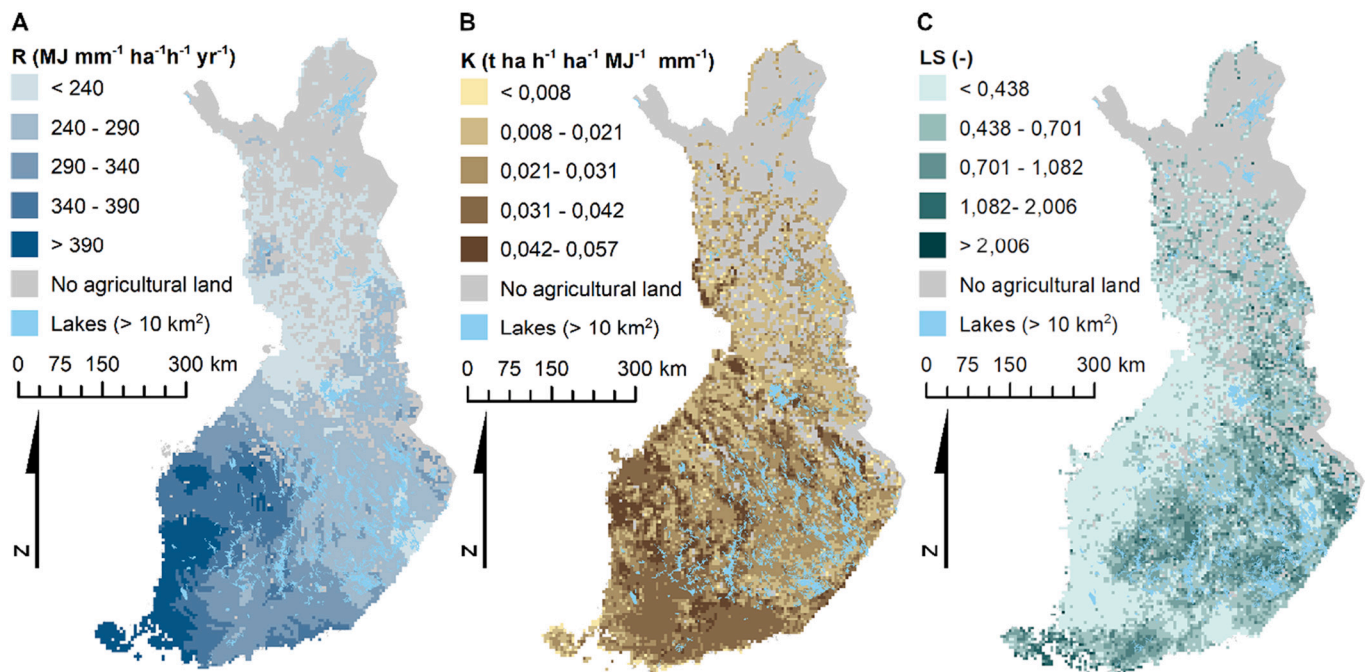 A
R (MJ mm⁻¹ ha⁻¹h⁻¹ yr⁻¹)
< 240
240 - 290
290 - 340
340 - 390
> 390
No agricultural land
Lakes (> 10 km²)
0 75 150 300 km
N
B
K (t ha h⁻¹ ha⁻¹ MJ⁻¹ mm⁻¹)
< 0,008
0,008 - 0,021
0,021- 0,031
0,031 - 0,042
0,042- 0,057
No agricultural land
Lakes (> 10 km²)
0 75 150 300 km
N
C
LS (-)
< 0,438
0,438 - 0,701
0,701 - 1,082
1,082- 2,006
> 2,006
No agricultural land
Lakes (> 10 km²)
0 75 150 300 km
N